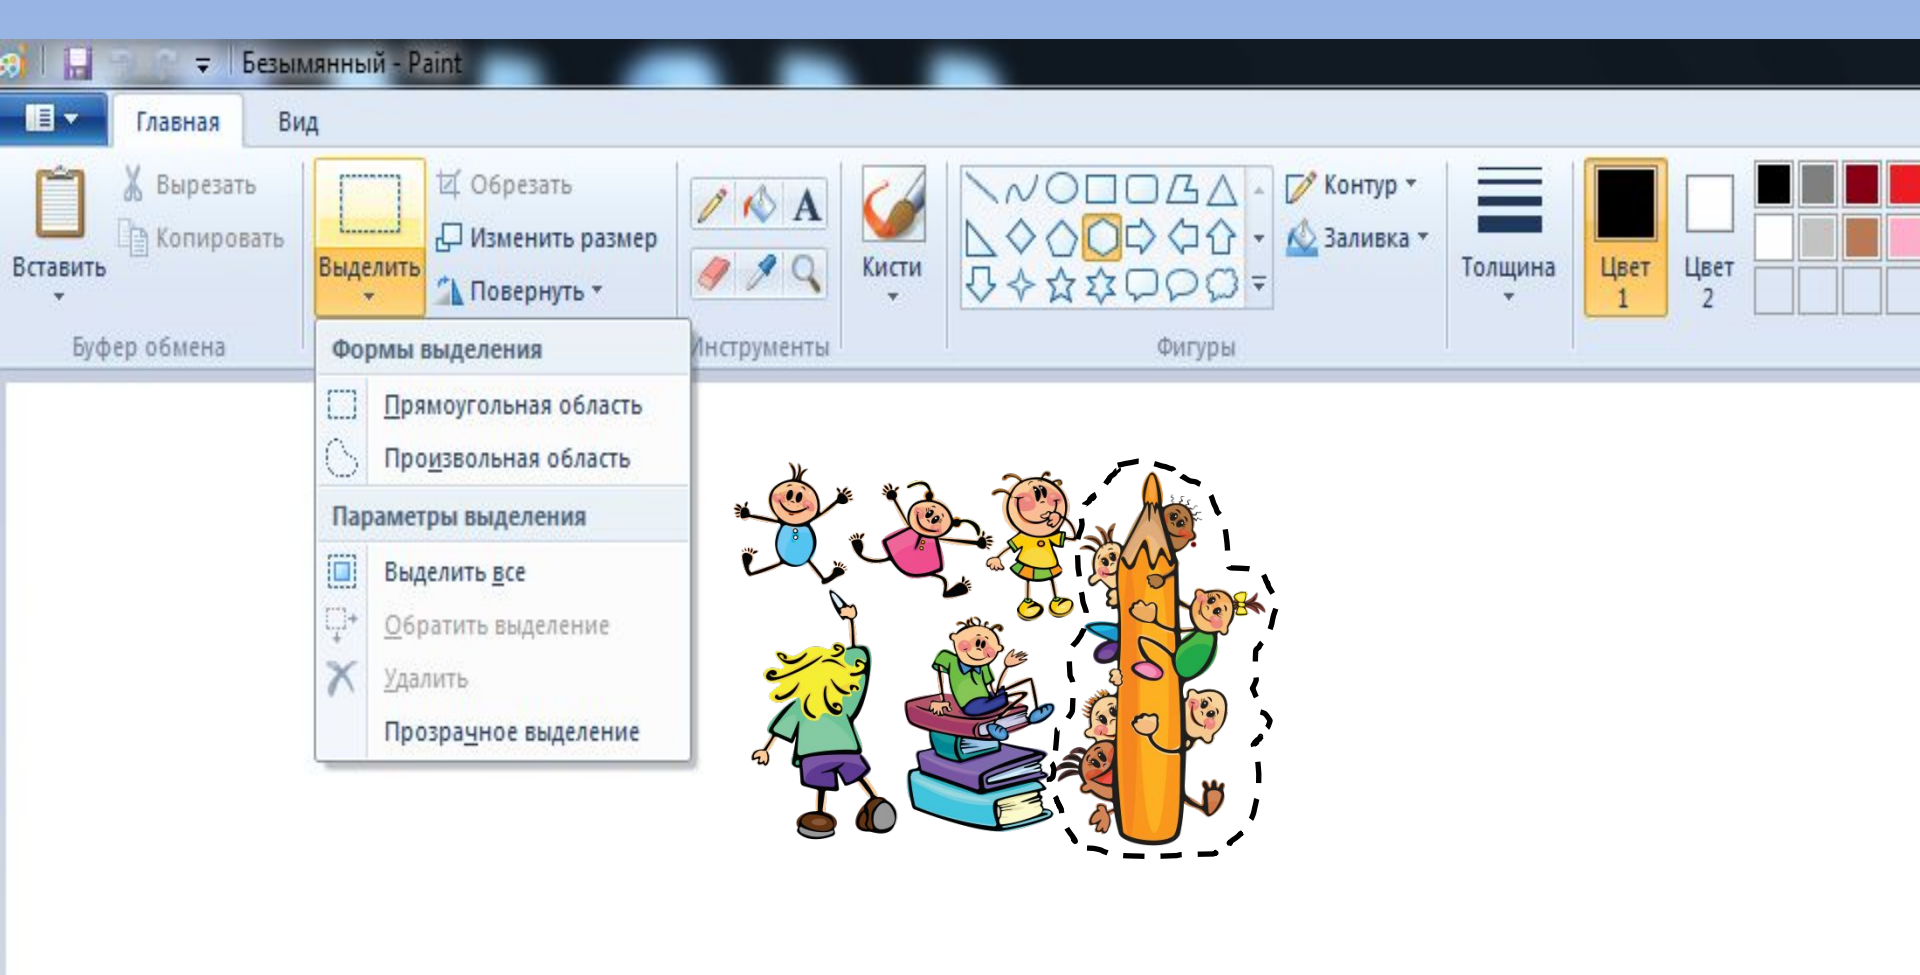 Безымянный - Paint
Главная
Вид
Вставить
Вырезать
Копировать
Буфер обмена
Выделить
Обрезать
Изменить размер
Повернуть
Инструменты
A
Кисти
Фигуры
Контур
Заливка
Толщина
Цвет
1
Цвет
2
Формы выделения
Прямоугольная область
Произвольная область
Параметры выделения
Выделить все
Обратить выделение
Удалить
Прозрачное выделение